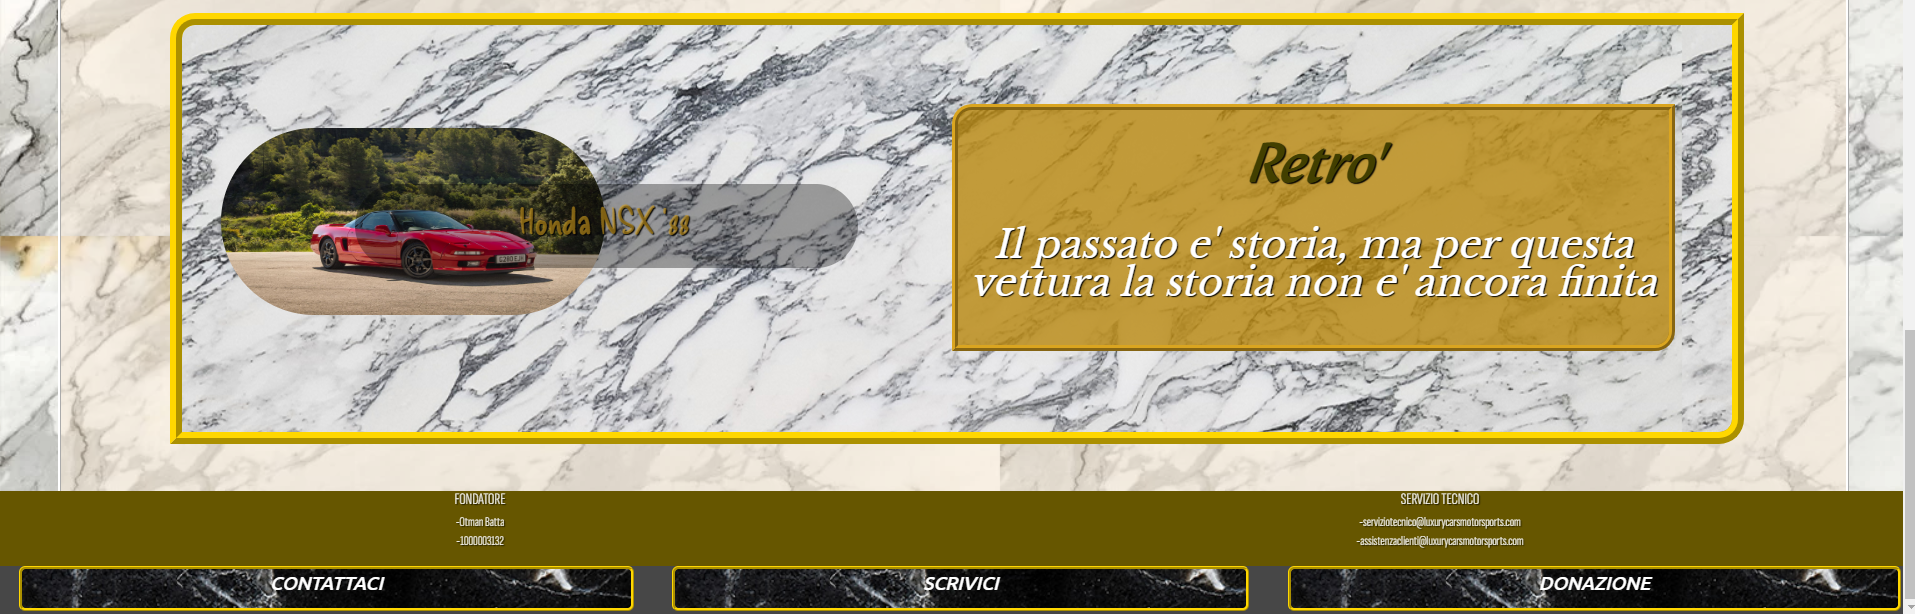 Honda NSX '88
Retro'
Il passato e' storia, ma per questa
vettura la storia non e' ancora finita
FONDATORE
-Otman Batta
-1000003132
SERVIZIO TECNICO
-serviziotecnico@luxurycarsmotorsports.com
-assistenzaclienti@luxurycarsmotorsports.com
CONTATTACI
SCRIVICI
DONAZIONE